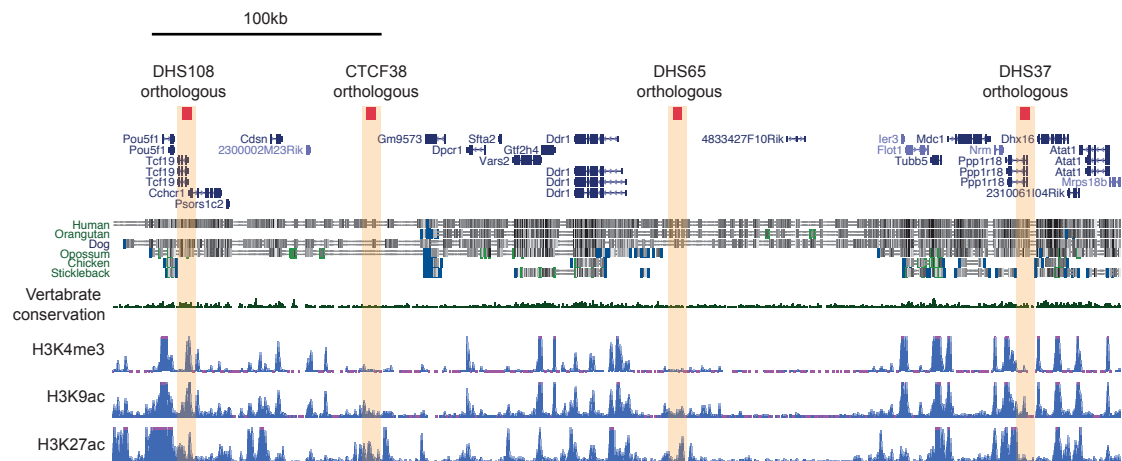 100kb
DHS108 CTCF38 DHS65 DHS37
orthologous orthologous orthologous orthologous
Pou5f1 Cdsn Gm9573 Sfta2 Ddr1 4833427F10Rik Ier3 Mdc1 Dhx16
Pou5f1 2300002M23Rik Dpcr1 Gtf2h4 Flot1 Nrm Atat1
Tcf19 Vars2 Tubb5 Ppp1r18 Atat1
Tcf19 Ddr1 Ppp1r18 Atat1
Tcf19 Ddr1 Ppp1r18 Mrps18b
Cchcr1 Ddr1 2310061I04Rik
Psors1c2
Human
Orangutan
Dog
Opossum
Chicken
Stickleback
Vertabrate
conservation
H3K4me3
H3K9ac
H3K27ac